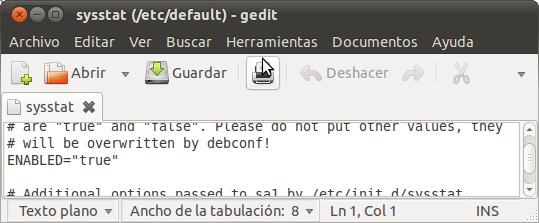 sysstat (/etc/default) - gedit
Archivo Editar Ver Buscar Herramientas Documentos Ayuda
Abrir Guardar Deshacer
sysstat
# are "true" and "false". Please do not put other values, they
# will be overwritten by debconf!
ENABLED="true"
# Additional options passed to sa1 by /etc/init.d/sysstat
Texto plano Ancho de la tabulación: 8 Ln 1, Col 1 INS